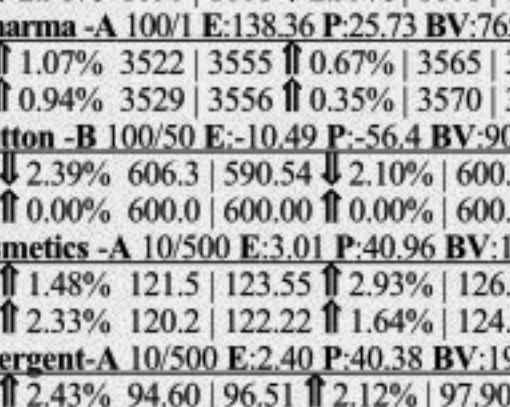 arma -A 100/1 E:138.36 P:25.73 BV:76
⇑ 1.07% 3522 | 3555 ⇑ 0.67% | 3565 |
⇑ 0.94% 3529 | 3556 ⇑ 0.35% | 3570 |
tton -B 100/50 E:-10.49 P:-56.4 BV:90
⇓ 2.39% 606.3 | 590.54 ⇓ 2.10% | 600.
⇑ 0.00% 600.0 | 600.00 ⇑ 0.00% | 600.
smetics -A 10/500 E:3.01 P:40.96 BV:1
⇑ 1.48% 121.5 | 123.55 ⇑ 2.93% | 126.
⇑ 2.33% 120.2 | 122.22 ⇑ 1.64% | 124.
ergent-A 10/500 E:2.40 P:40.38 BV:19
⇑ 2.43% 94.60 | 96.51 ⇑ 2.12% | 97.90